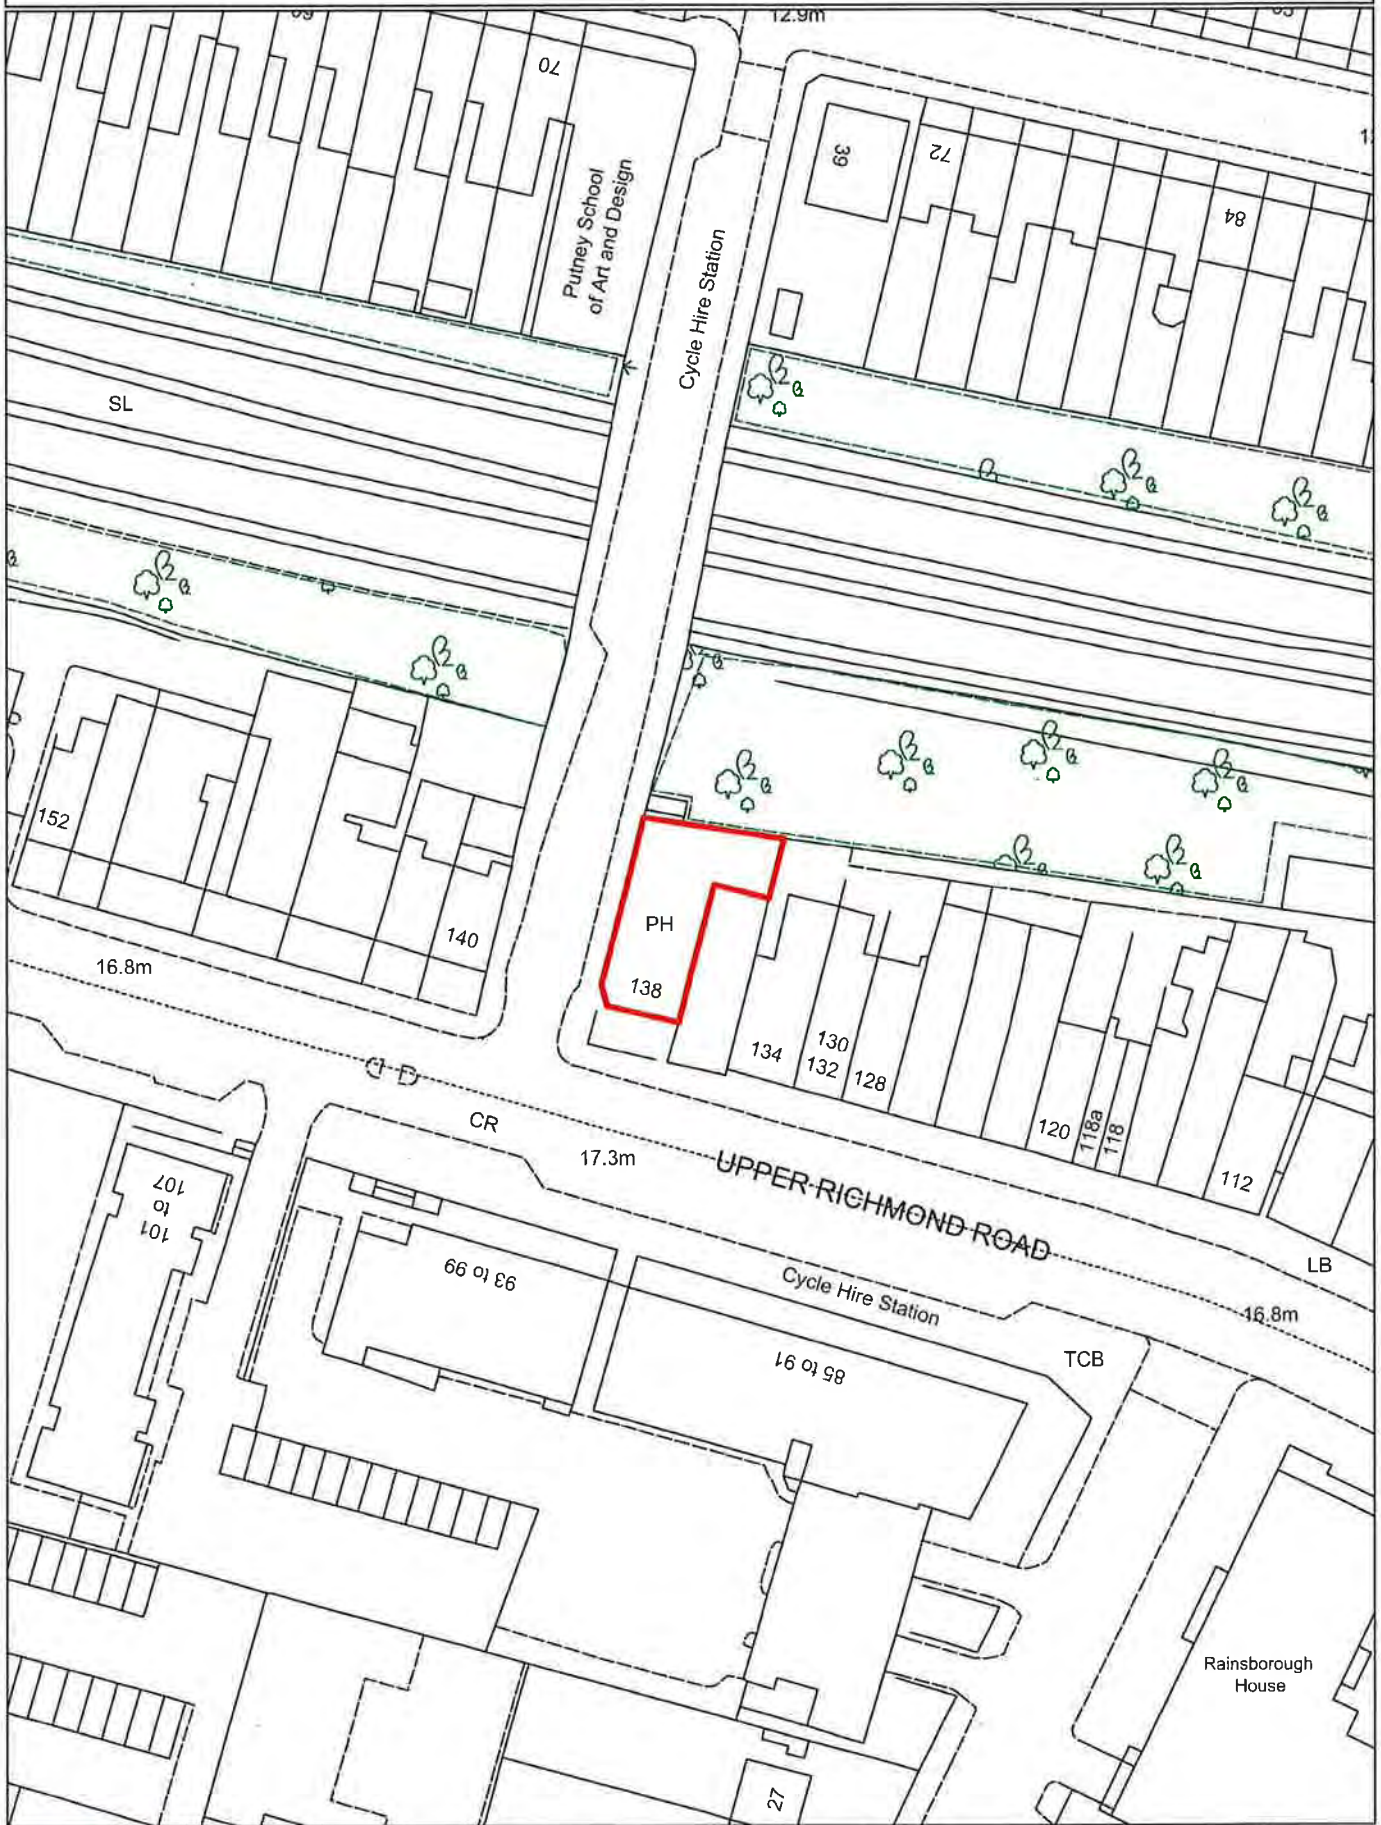 12.9m
70
39
72
84
Putney School
of Art and Design
Cycle Hire Station
SL
152
140
PH
138
16.8m
134
130
132
128
120
118a
118
112
CR
17.3m
UPPER RICHMOND ROAD
LB
16.8m
101
to
107
93 to 99
Cycle Hire Station
85 to 91
TCB
Rainsborough
House
27